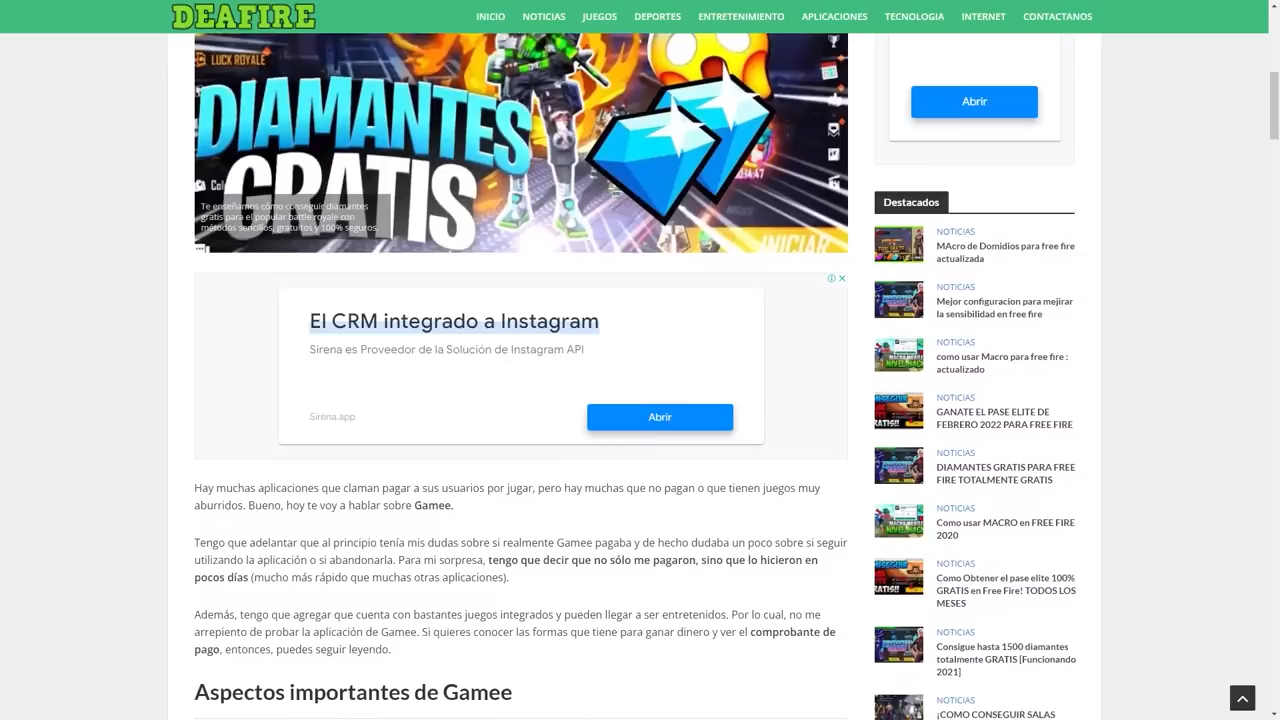 DEAFIRE
INICIO NOTICIAS JUEGOS DEPORTES ENTRETENIMIENTO APLICACIONES TECNOLOGIA INTERNET CONTACTANOS
LUCK ROYALE
DIAMANTES
GRATIS
Te enseñamos cómo conseguir diamantes
gratis para el popular battle royale con
métodos sencillos, gratuitos y 100% seguros.
INICIAR
El CRM integrado a Instagram
Sirena es Proveedor de la Solución de Instagram API
Sirena.app
Abrir
Hay muchas aplicaciones que claman pagar a sus usuarios por jugar, pero hay muchas que no pagan o que tienen juegos muy
aburridos. Bueno, hoy te voy a hablar sobre Gamee.
Tengo que adelantar que al principio tenía mis dudas sobre si realmente Gamee pagaba y de hecho dudaba un poco sobre si seguir
utilizando la aplicación o si abandonarla. Para mi sorpresa, tengo que decir que no sólo me pagaron, sino que lo hicieron en
pocos días (mucho más rápido que muchas otras aplicaciones).
Además, tengo que agregar que cuenta con bastantes juegos integrados y pueden llegar a ser entretenidos. Por lo cual, no me
arrepiento de probar la aplicación de Gamee. Si quieres conocer las formas que tiene para ganar dinero y ver el comprobante de
pago, entonces, puedes seguir leyendo.
Aspectos importantes de Gamee
Abrir
Destacados
NOTICIAS
MAcro de Domidios para free fire
actualizada
NOTICIAS
Mejor configuracion para mejirar
la sensibilidad en free fire
NOTICIAS
como usar Macro para free fire :
actualizado
NOTICIAS
GANATE EL PASE ELITE DE
FEBRERO 2022 PARA FREE FIRE
NOTICIAS
DIAMANTES GRATIS PARA FREE
FIRE TOTALMENTE GRATIS
NOTICIAS
Como usar MACRO en FREE FIRE
2020
NOTICIAS
Como Obtener el pase elite 100%
GRATIS en Free Fire! TODOS LOS
MESES
NOTICIAS
Consigue hasta 1500 diamantes
totalmente GRATIS [Funcionando
2021]
NOTICIAS
¡COMO CONSEGUIR SALAS